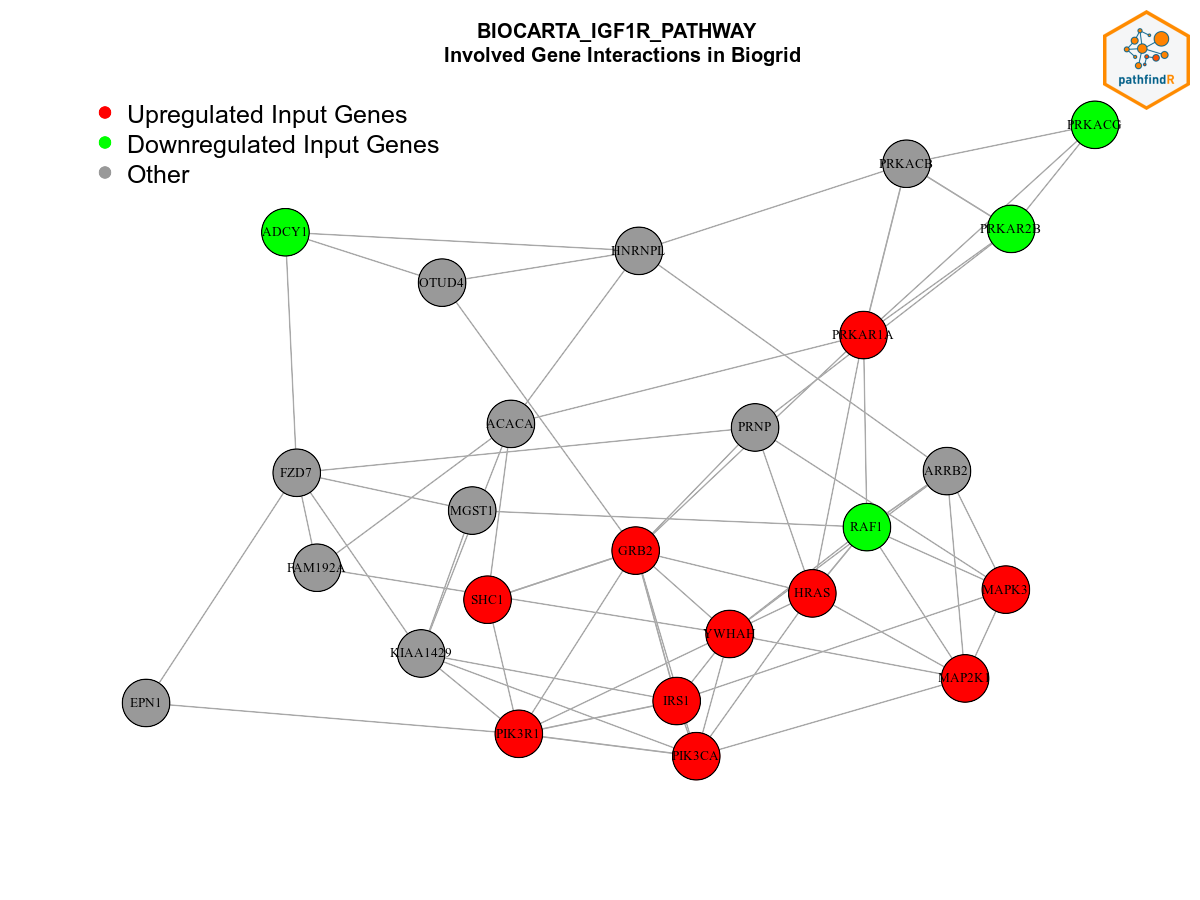 BIOCARTA_IGF1R_PATHWAY
Involved Gene Interactions in Biogrid
pathfindR
Upregulated Input Genes
Downregulated Input Genes
Other
PRKACG
PRKACB
ADCY1
PRKAR2B
HNRNPL
OTUD4
PRKAR1A
ACACA
PRNP
FZD7
ARRB2
MGST1
RAF1
GRB2
FAM192A
SHC1
HRAS
MAPK3
YWHAH
KIAA1429
MAP2K1
EPN1
IRS1
PIK3R1
PIK3CA